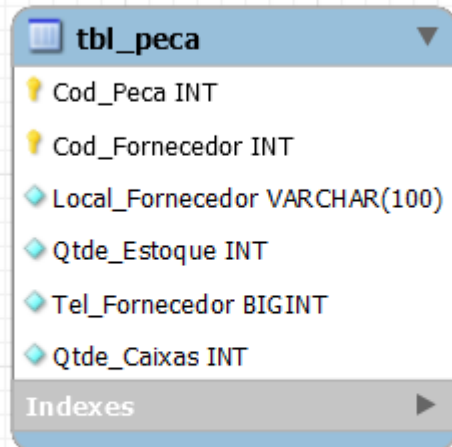 tbl_peca
Cod_Peca INT
Cod_Fornecedor INT
Local_Fornecedor VARCHAR(100)
Qtde_Estoque INT
Tel_Fornecedor BIGINT
Qtde_Caixas INT
Indexes